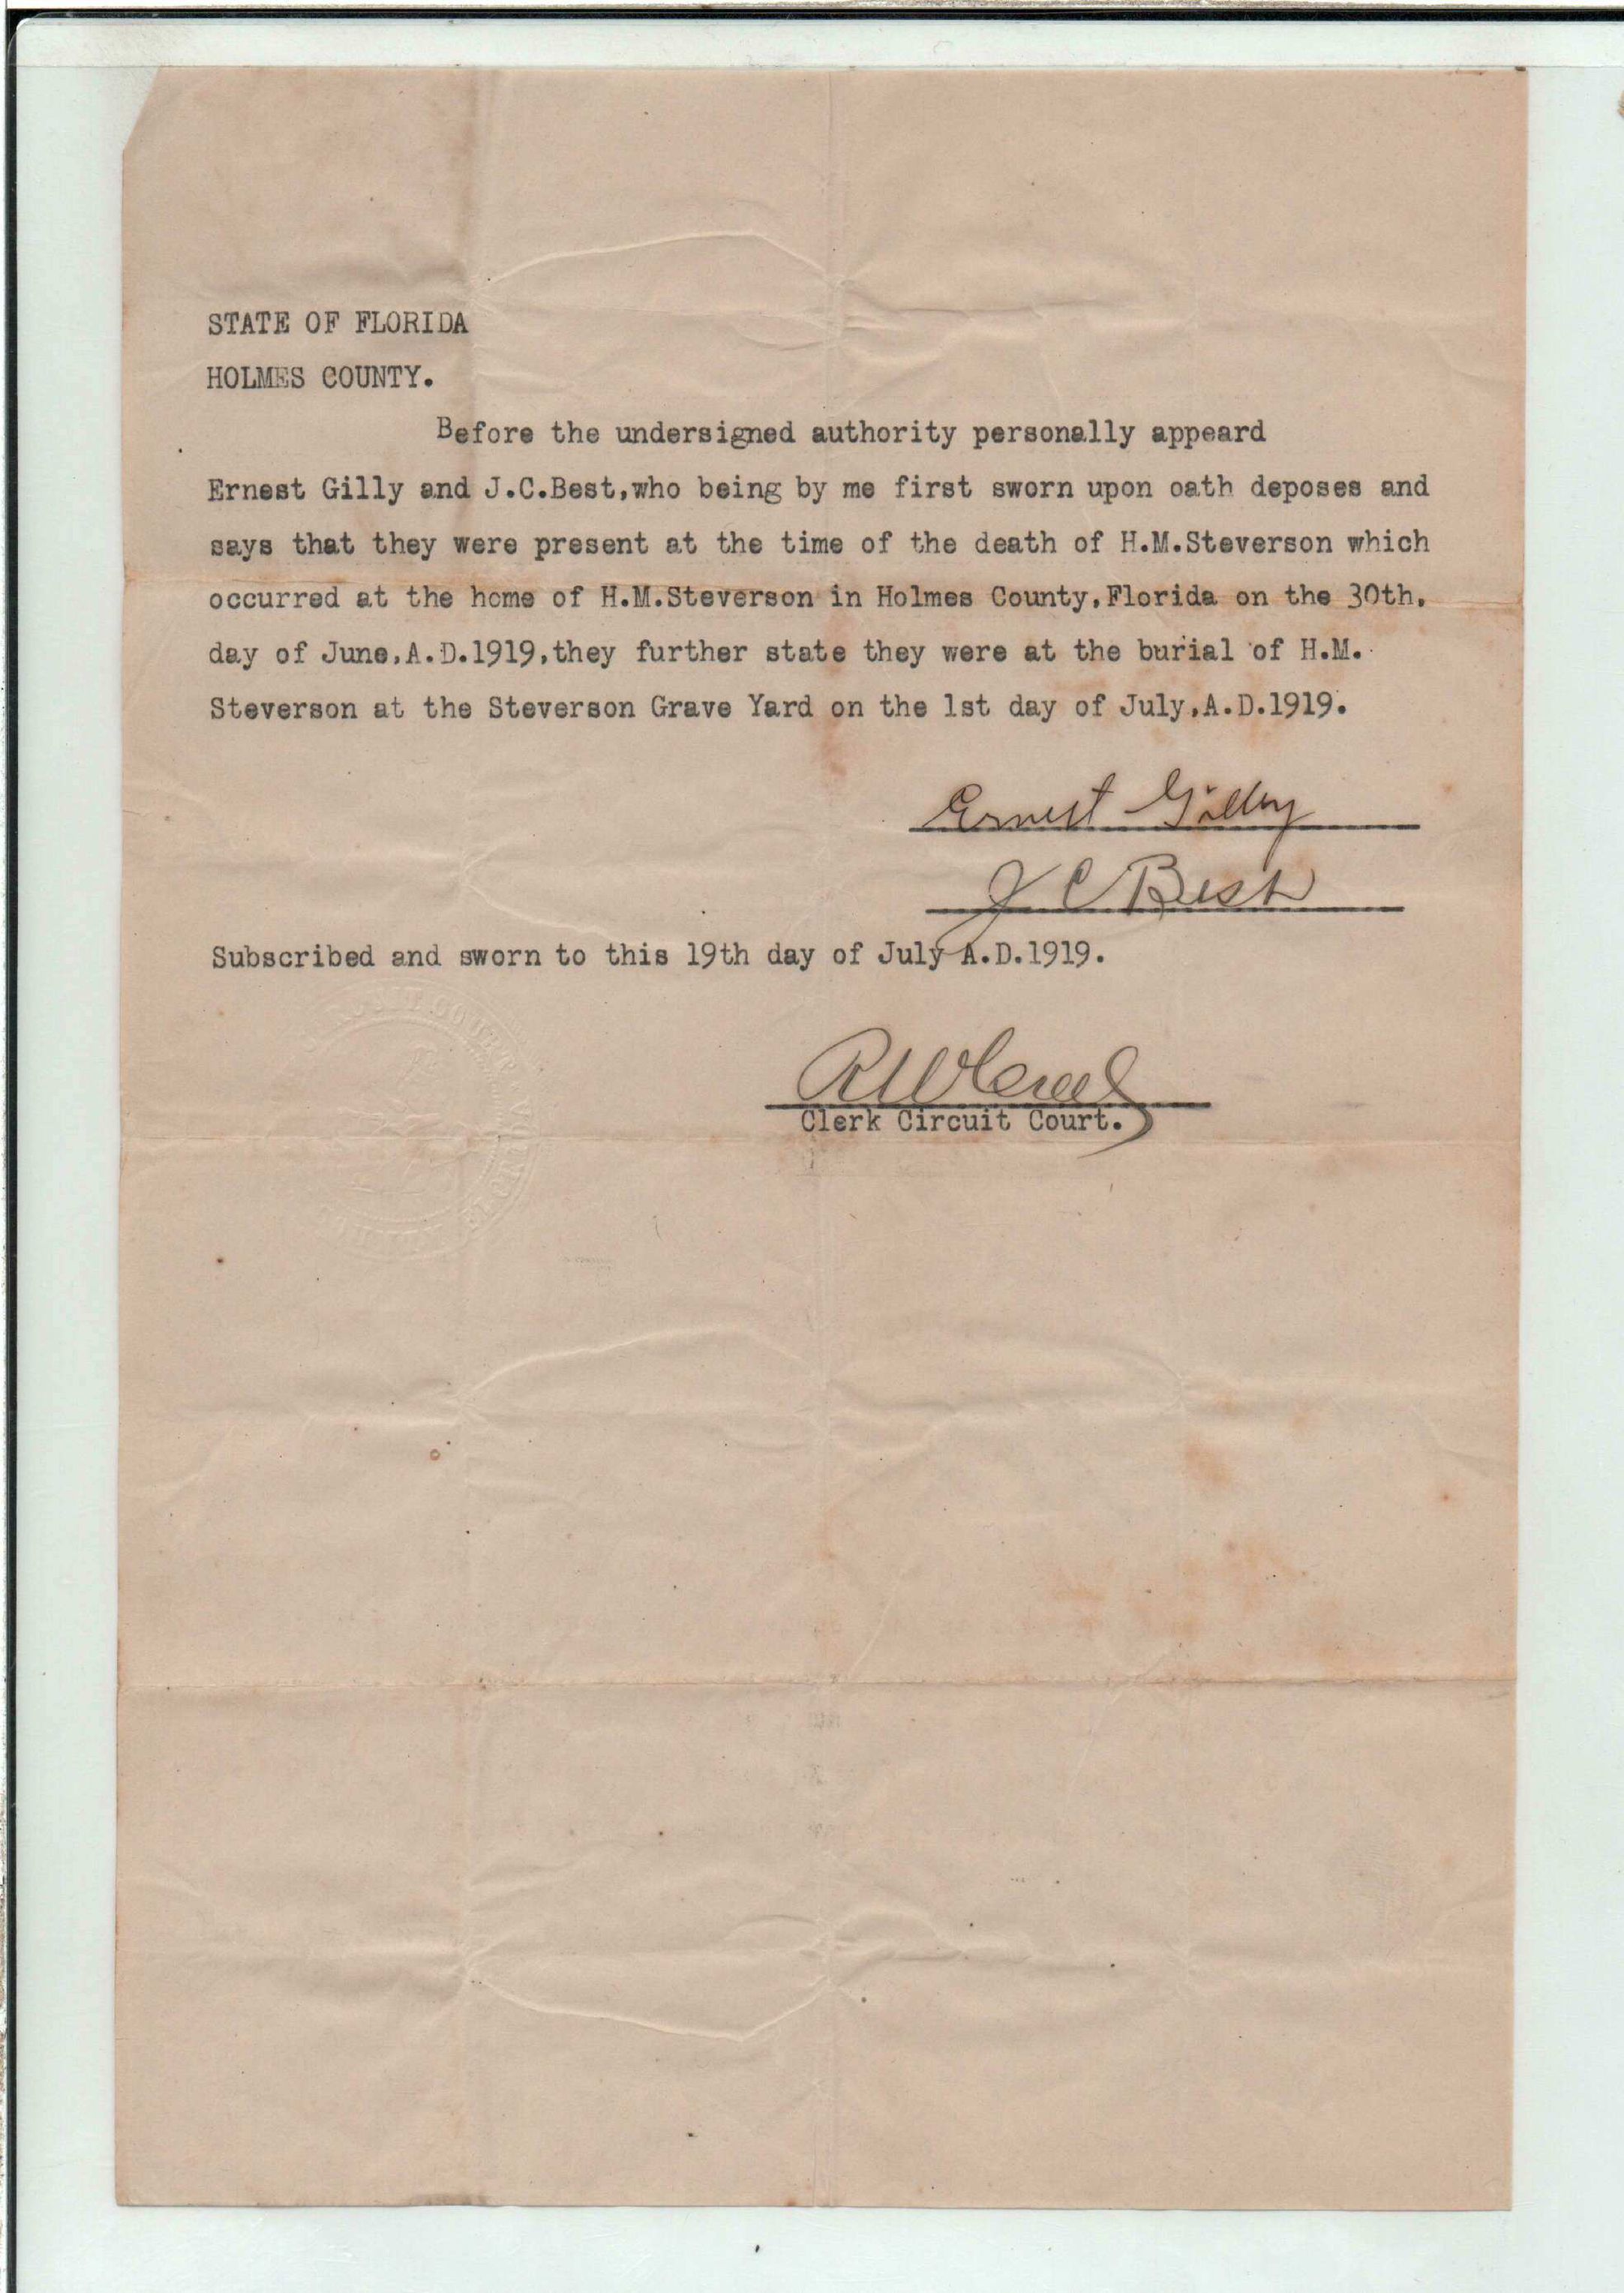 STATE OF FLORIDA
HOLMES COUNTY.
Before the undersigned authority personally appeard
Ernest Gilly and J.C.Best,who being by me first sworn upon oath deposes and
says that they were present at the time of the death of H.M.Steverson which
occurred at the home of H.M.Steverson in Holmes County,Florida on the 30th,
day of June,A.D.1919,they further state they were at the burial of H.M.
Steverson at the Steverson Grave Yard on the 1st day of July,A.D.1919.
Ernest Gilley
J C Best
Subscribed and sworn to this 19th day of July A.D.1919.
Clerk Circuit Court.